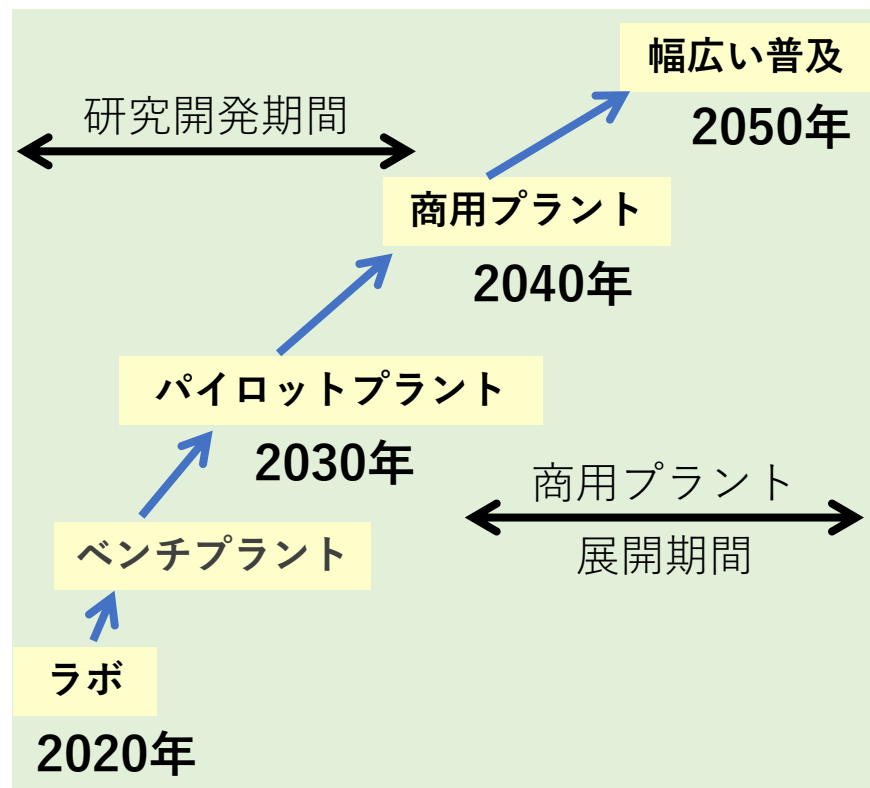 幅広い普及
2050年
研究開発期間
商用プラント
2040年
パイロットプラント
2030年
商用プラント
展開期間
ベンチプラント
ラボ
2020年